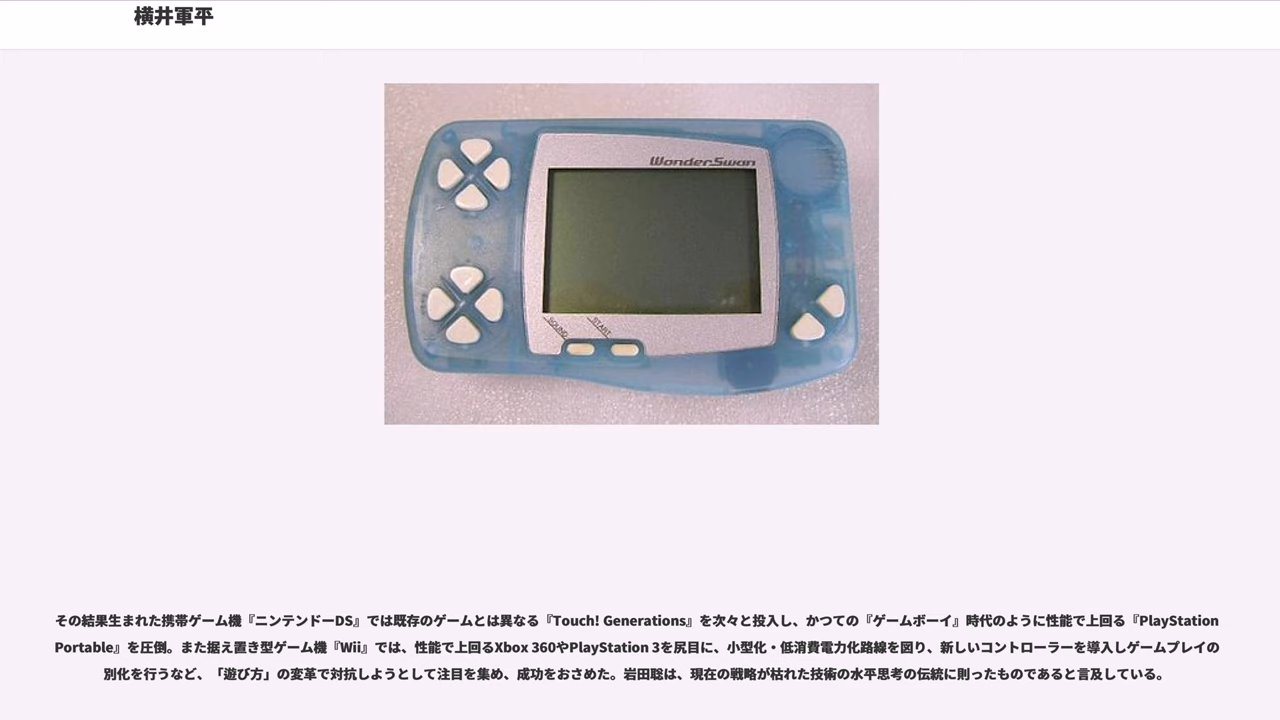 横井軍平
WonderSwan
SOUND
START
その結果生まれた携帯ゲーム機『ニンテンドーDS』では既存のゲームとは異なる『Touch! Generations』を次々と投入し、かつての『ゲームボーイ』時代のように性能で上回る『PlayStation
Portable』を圧倒。また据え置き型ゲーム機『Wii』では、性能で上回るXbox 360やPlayStation 3を尻目に、小型化・低消費電力化路線を図り、新しいコントローラーを導入しゲームプレイの
別化を行うなど、「遊び方」の変革で対抗しようとして注目を集め、成功をおさめた。岩田聡は、現在の戦略が枯れた技術の水平思考の伝統に則ったものであると言及している。